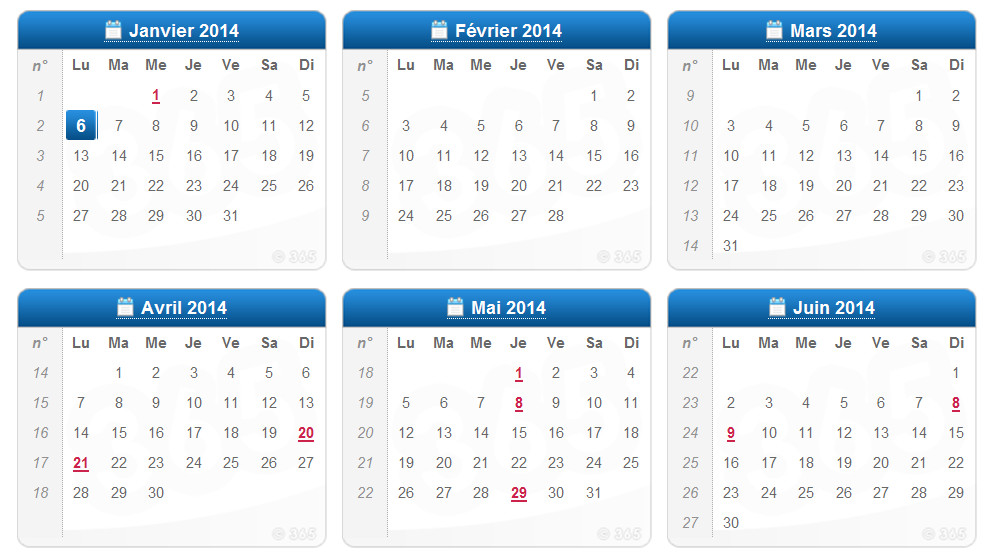 Janvier 2014
n° Lu Ma Me Je Ve Sa Di
1 1 2 3 4 5
2 6 7 8 9 10 11 12
3 13 14 15 16 17 18 19
4 20 21 22 23 24 25 26
5 27 28 29 30 31
© 365
Février 2014
n° Lu Ma Me Je Ve Sa Di
5 1 2
6 3 4 5 6 7 8 9
7 10 11 12 13 14 15 16
8 17 18 19 20 21 22 23
9 24 25 26 27 28
© 365
Mars 2014
n° Lu Ma Me Je Ve Sa Di
9 1 2
10 3 4 5 6 7 8 9
11 10 11 12 13 14 15 16
12 17 18 19 20 21 22 23
13 24 25 26 27 28 29 30
14 31
© 365
Avril 2014
n° Lu Ma Me Je Ve Sa Di
14 1 2 3 4 5 6
15 7 8 9 10 11 12 13
16 14 15 16 17 18 19 20
17 21 22 23 24 25 26 27
18 28 29 30
© 365
Mai 2014
n° Lu Ma Me Je Ve Sa Di
18 1 2 3 4
19 5 6 7 8 9 10 11
20 12 13 14 15 16 17 18
21 19 20 21 22 23 24 25
22 26 27 28 29 30 31
© 365
Juin 2014
n° Lu Ma Me Je Ve Sa Di
22 1
23 2 3 4 5 6 7 8
24 9 10 11 12 13 14 15
25 16 17 18 19 20 21 22
26 23 24 25 26 27 28 29
27 30
© 365